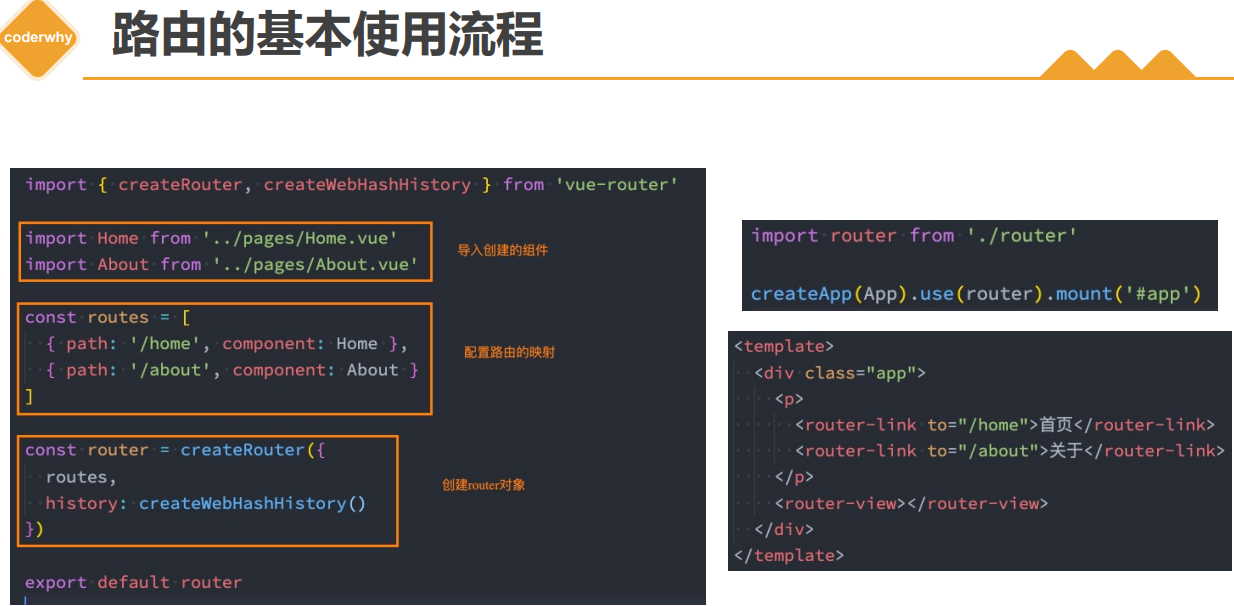 coderwhy
路由的基本使用流程
import { createRouter, createWebHashHistory } from 'vue-router'
import Home from '../pages/Home.vue'
import About from '../pages/About.vue'
导入创建的组件
const routes = [
  { path: '/home', component: Home },
  { path: '/about', component: About }
]
配置路由的映射
const router = createRouter({
  routes,
  history: createWebHashHistory()
})
创建router对象
export default router
import router from './router'
createApp(App).use(router).mount('#app')
<template>
  <div class="app">
    <p>
      <router-link to="/home">首页</router-link>
      <router-link to="/about">关于</router-link>
    </p>
    <router-view></router-view>
  </div>
</template>